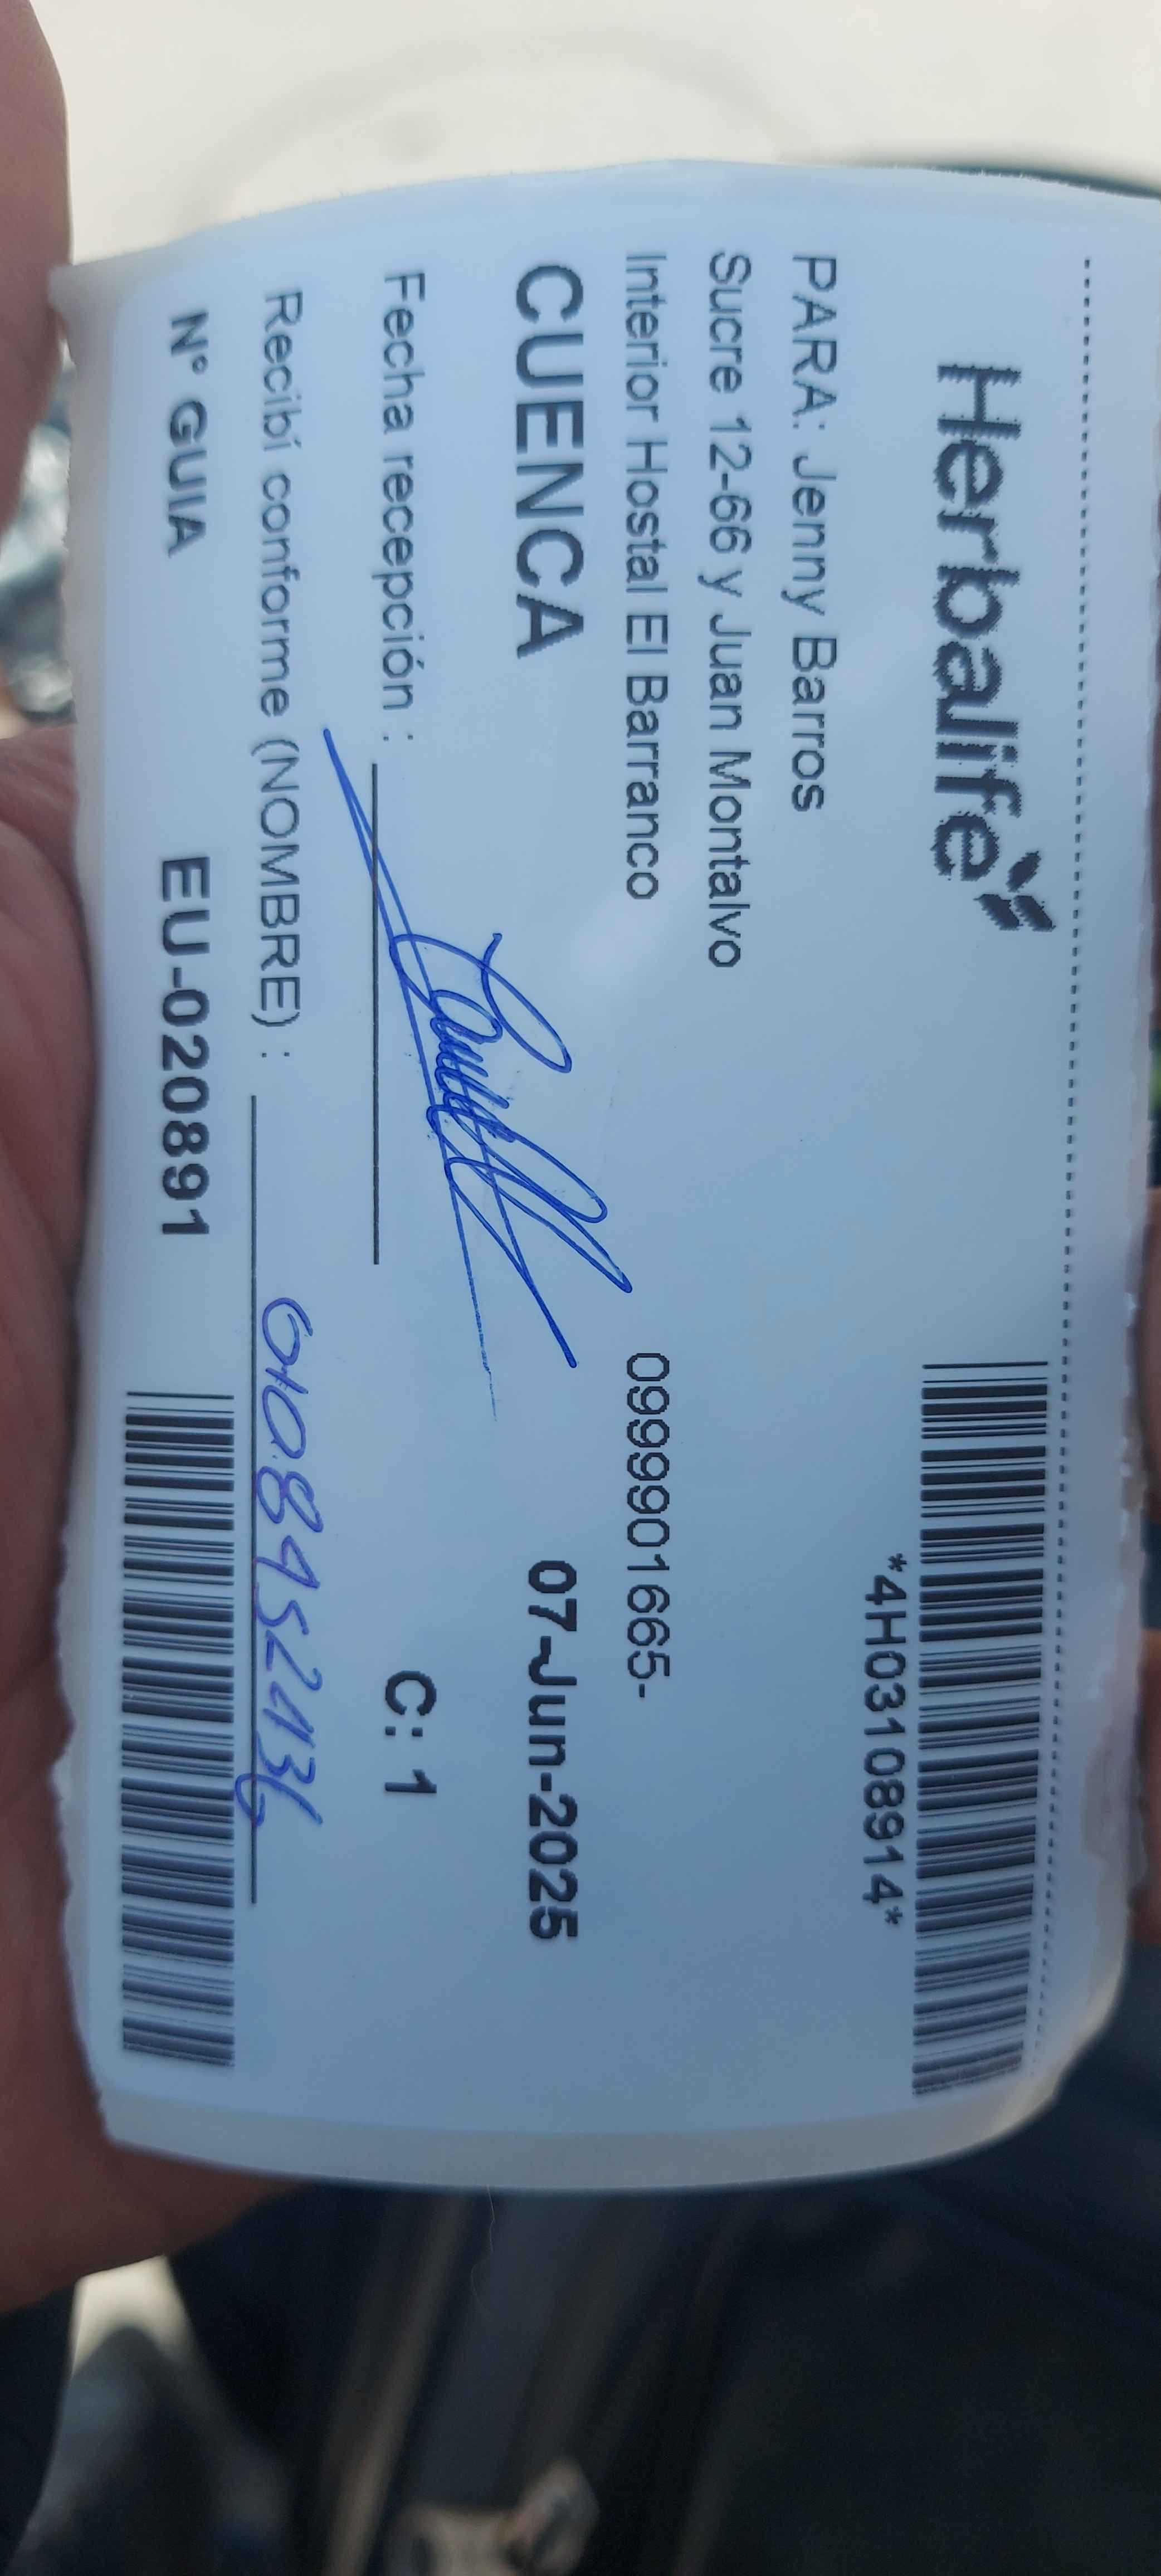 Herbalife
*4H03108914*
PARA: Jenny Barros
Sucre 12-66 y Juan Montalvo
Interior Hostal El Barranco 0999901665-
CUENCA 07-Jun-2025
Fecha recepción : C: 1
Recibí conforme (NOMBRE) :
N° GUIA EU-020891